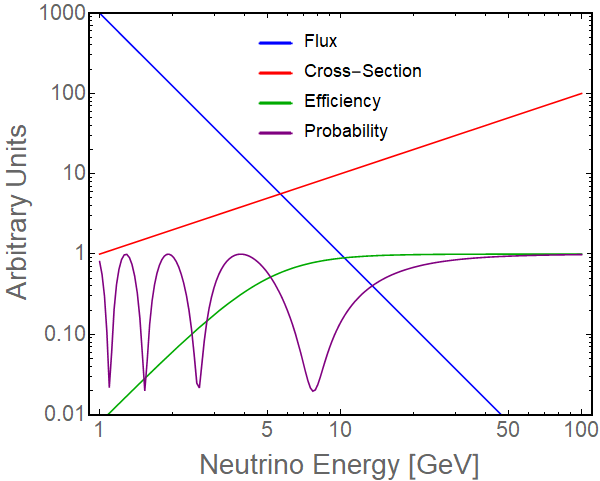 1000
100
10
1
0.10
0.01
Arbitrary Units
Flux
Cross−Section
Efficiency
Probability
1 5 10 50 100
Neutrino Energy [GeV]